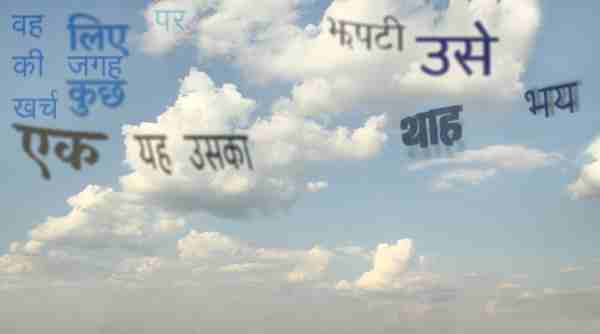 वह लिए पर
की जगह
खर्च कुछ
झपटी उसे
एक यह उसका
थाह भय